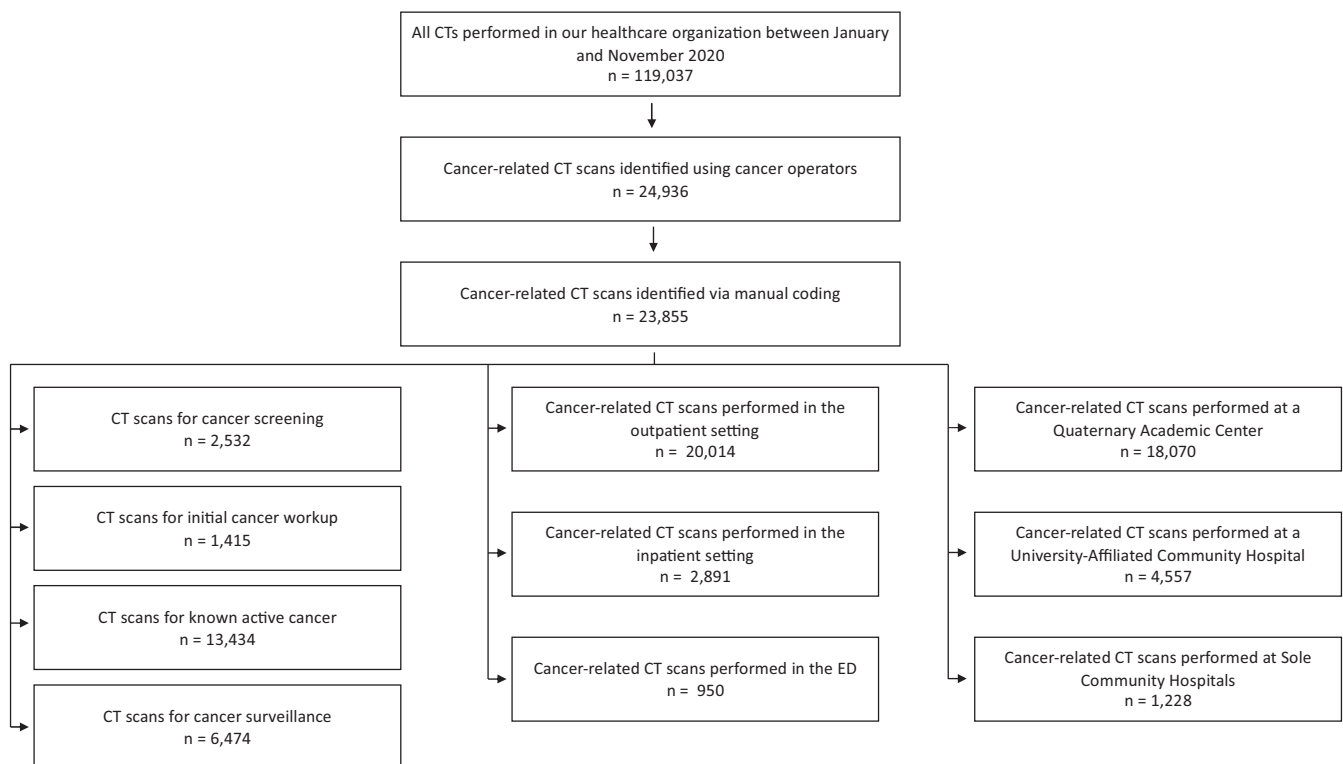 All CTs performed in our healthcare organization between January
and November 2020
n = 119,037
Cancer-related CT scans identified using cancer operators
n = 24,936
Cancer-related CT scans identified via manual coding
n = 23,855
CT scans for cancer screening
n = 2,532
CT scans for initial cancer workup
n = 1,415
CT scans for known active cancer
n = 13,434
CT scans for cancer surveillance
n = 6,474
Cancer-related CT scans performed in the
outpatient setting
n = 20,014
Cancer-related CT scans performed in the
inpatient setting
n = 2,891
Cancer-related CT scans performed in the ED
n = 950
Cancer-related CT scans performed at a
Quaternary Academic Center
n = 18,070
Cancer-related CT scans performed at a
University-Affiliated Community Hospital
n = 4,557
Cancer-related CT scans performed at Sole
Community Hospitals
n = 1,228